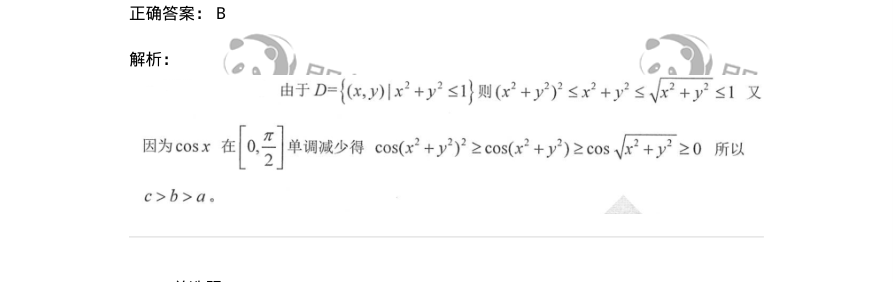 正确答案： B
解析：
由于 D={(x,y)|x²+y²≤1} 则 (x²+y²)²≤x²+y²≤√(x²+y²)≤1 又
因为 cos x 在 [0,π/2] 单调减少得 cos(x²+y²)²≥cos(x²+y²)≥cos√(x²+y²)≥0 所以
c>b>a。